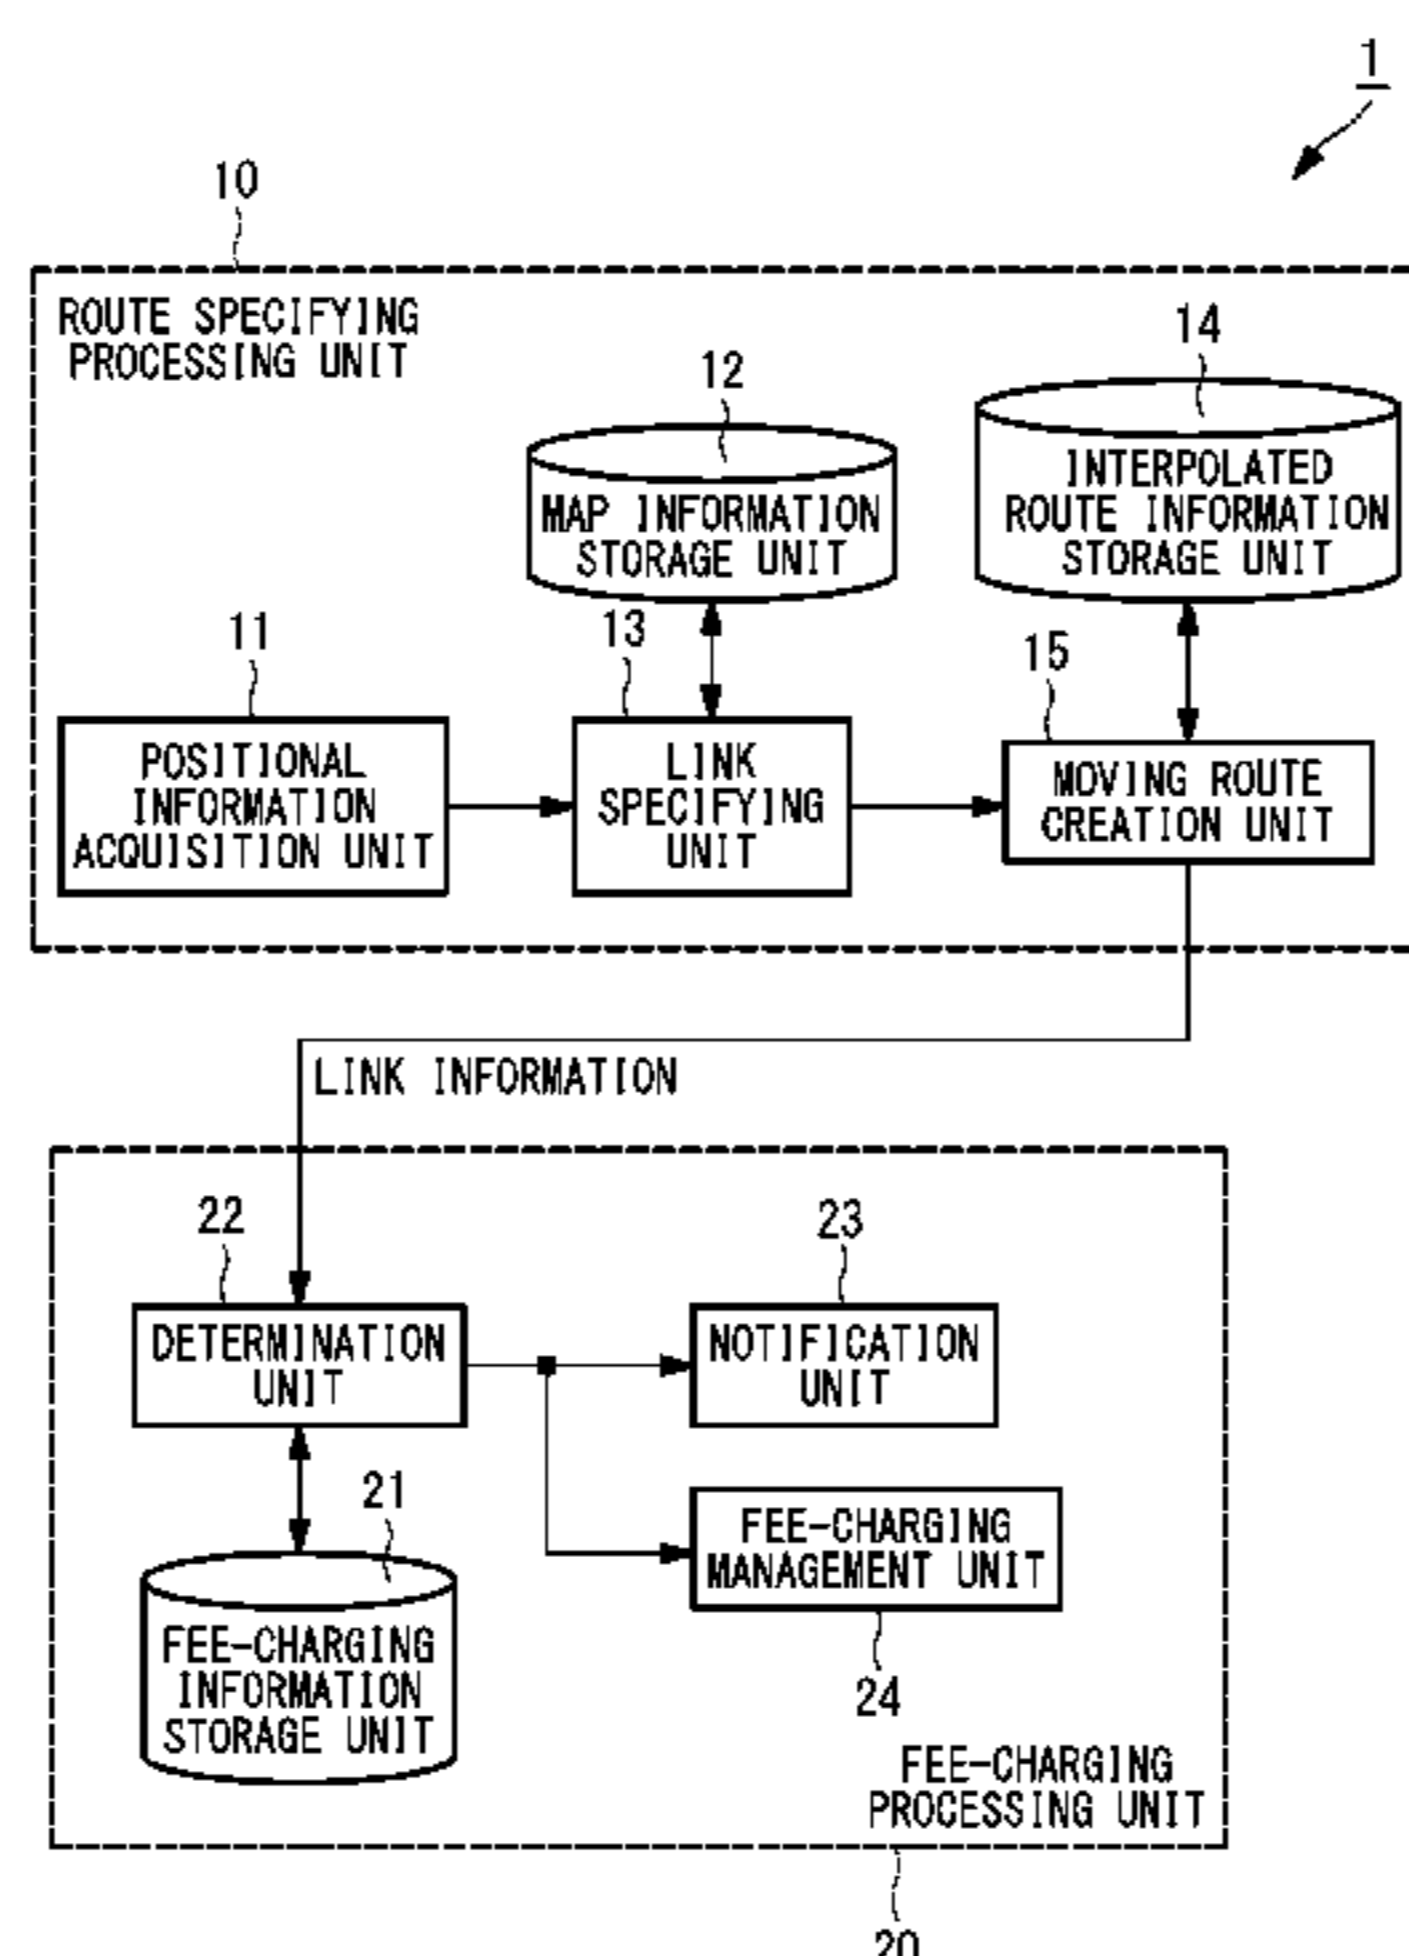 1
10
ROUTE SPECIFYING
PROCESSING UNIT
14
12
INTERPOLATED
ROUTE INFORMATION
STORAGE UNIT
MAP INFORMATION
STORAGE UNIT
11
13
15
POSITIONAL
INFORMATION
ACQUISITION UNIT
LINK
SPECIFYING
UNIT
MOVING ROUTE
CREATION UNIT
LINK INFORMATION
22
23
DETERMINATION
UNIT
NOTIFICATION
UNIT
21
FEE-CHARGING
MANAGEMENT UNIT
24
FEE-CHARGING
INFORMATION
STORAGE UNIT
FEE-CHARGING
PROCESSING UNIT
20